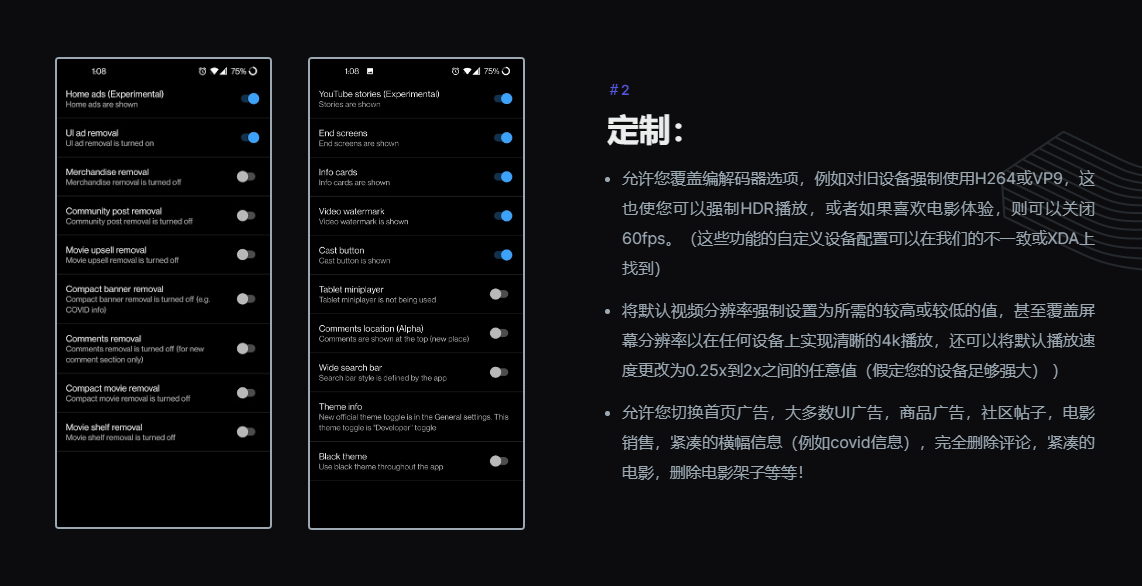 1:08
75%
Home ads (Experimental)
Home ads are shown
UI ad removal
UI ad removal is turned on
Merchandise removal
Merchandise removal is turned off
Community post removal
Community post removal is turned off
Movie upsell removal
Movie upsell removal is turned off
Compact banner removal
Compact banner removal is turned off (e.g.
COVID info)
Comments removal
Comments removal is turned off (for new
comment section only)
Compact movie removal
Compact movie removal is turned off
Movie shelf removal
Movie shelf removal is turned off
1:08
75%
YouTube stories (Experimental)
Stories are shown
End screens
End screens are shown
Info cards
Info cards are shown
Video watermark
Video watermark is shown
Cast button
Cast button is shown
Tablet miniplayer
Tablet miniplayer is not being used
Comments location (Alpha)
Comments are shown at the top (new place)
Wide search bar
Search bar style is defined by the app
Theme info
New official theme toggle is in the General settings. This
theme toggle is "Developer" toggle.
Black theme
Use black theme throughout the app
#2
定制：
允许您覆盖编解码器选项，例如对旧设备强制使用H264或VP9，这
也使您可以强制HDR播放，或者如果喜欢电影体验，则可以关闭
60fps。（这些功能的自定义设备配置可以在我们的不一致或XDA上
找到）
将默认视频分辨率强制设置为所需的较高或较低的值，甚至覆盖屏
幕分辨率以在任何设备上实现清晰的4k播放，还可以将默认播放速
度更改为0.25x到2x之间的任意值（假定您的设备足够强大））
允许您切换首页广告，大多数UI广告，商品广告，社区帖子，电影
销售，紧凑的横幅信息（例如covid信息），完全删除评论，紧凑的
电影，删除电影架子等等！